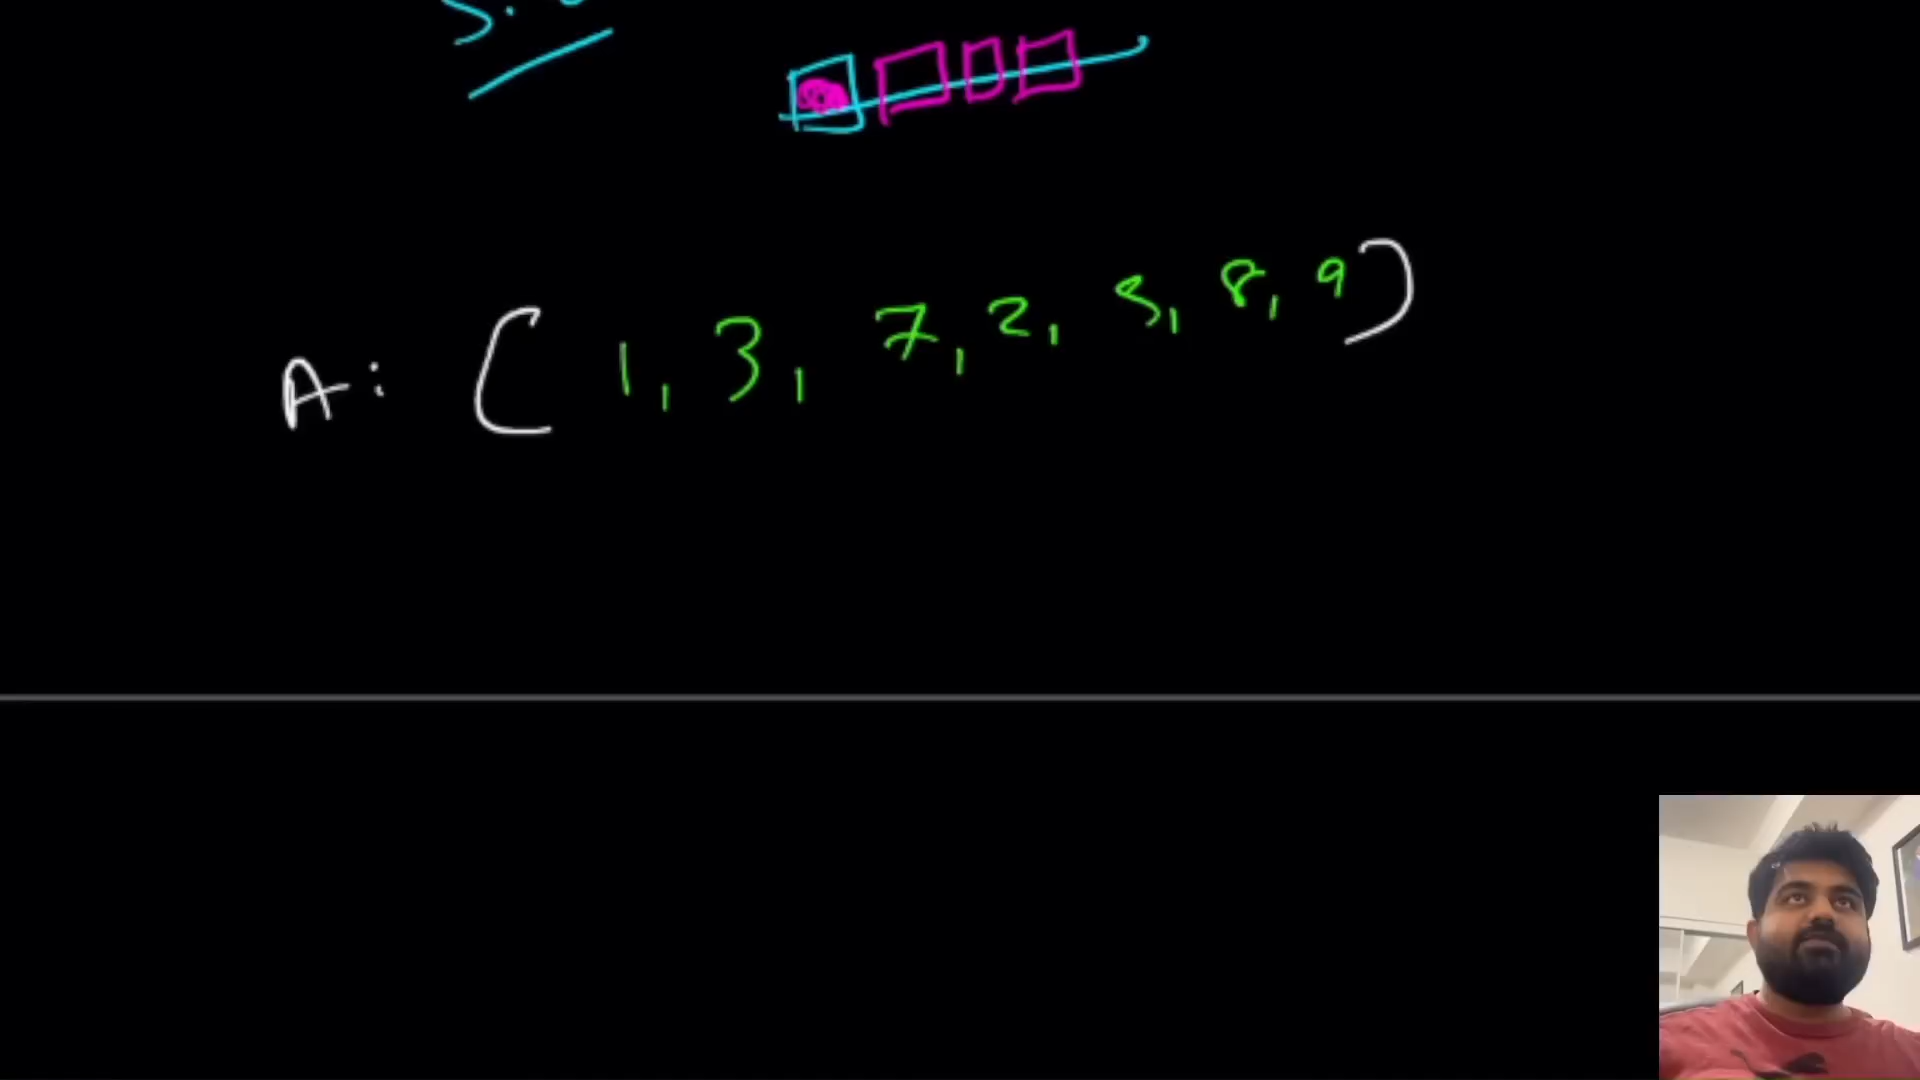 A: [ 1, 3, 7, 2, 5, 8, 9 ]